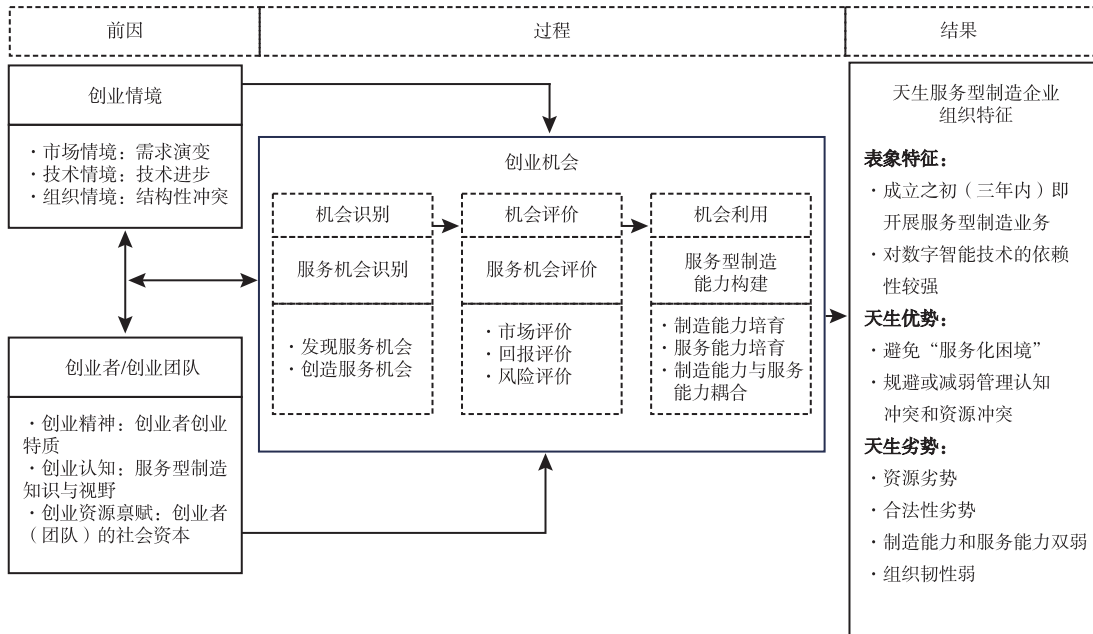 前因
过程
结果
创业情境
·市场情境：需求演变
·技术情境：技术进步
·组织情境：结构性冲突
创业者/创业团队
·创业精神：创业者创业
特质
·创业认知：服务型制造
知识与视野
·创业资源禀赋：创业者
（团队）的社会资本
创业机会
机会识别
服务机会识别
·发现服务机会
·创造服务机会
机会评价
服务机会评价
·市场评价
·回报评价
·风险评价
机会利用
服务型制造
能力构建
·制造能力培育
·服务能力培育
·制造能力与服务
能力耦合
天生服务型制造企业
组织特征
表象特征：
·成立之初（三年内）即
开展服务型制造业务
·对数字智能技术的依赖
性较强
天生优势：
·避免“服务化困境”
·规避或减弱管理认知
冲突和资源冲突
天生劣势：
·资源劣势
·合法性劣势
·制造能力和服务能力双弱
·组织韧性弱